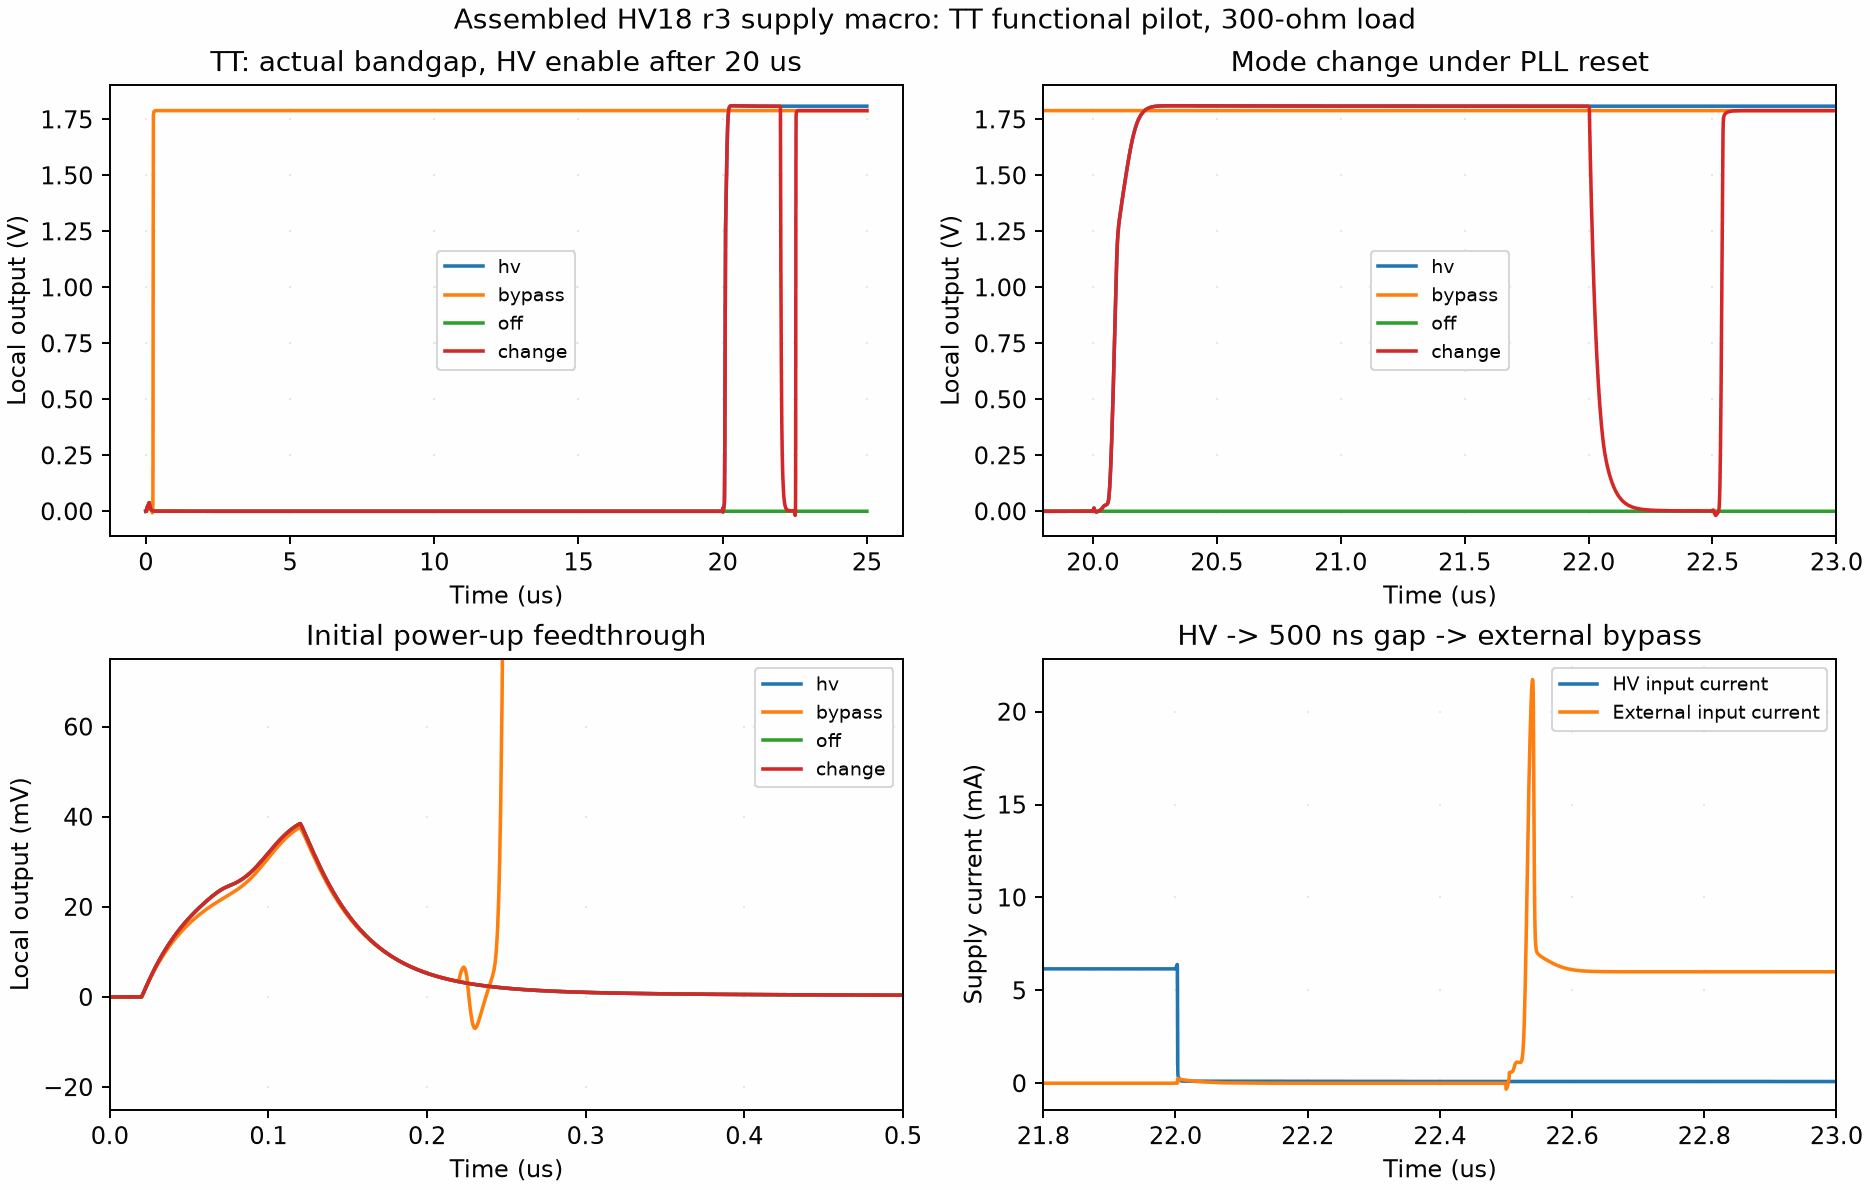 Assembled HV18 r3 supply macro: TT functional pilot, 300-ohm load
TT: actual bandgap, HV enable after 20 us
Local output (V)
1.75
1.50
1.25
1.00
0.75
0.50
0.25
0.00
hv
bypass
off
change
0
5
10
15
20
25
Time (us)
Mode change under PLL reset
Local output (V)
1.75
1.50
1.25
1.00
0.75
0.50
0.25
0.00
hv
bypass
off
change
20.0
20.5
21.0
21.5
22.0
22.5
23.0
Time (us)
Initial power-up feedthrough
Local output (mV)
60
40
20
0
−20
hv
bypass
off
change
0.0
0.1
0.2
0.3
0.4
0.5
Time (us)
HV -> 500 ns gap -> external bypass
Supply current (mA)
20
15
10
5
0
HV input current
External input current
21.8
22.0
22.2
22.4
22.6
22.8
23.0
Time (us)